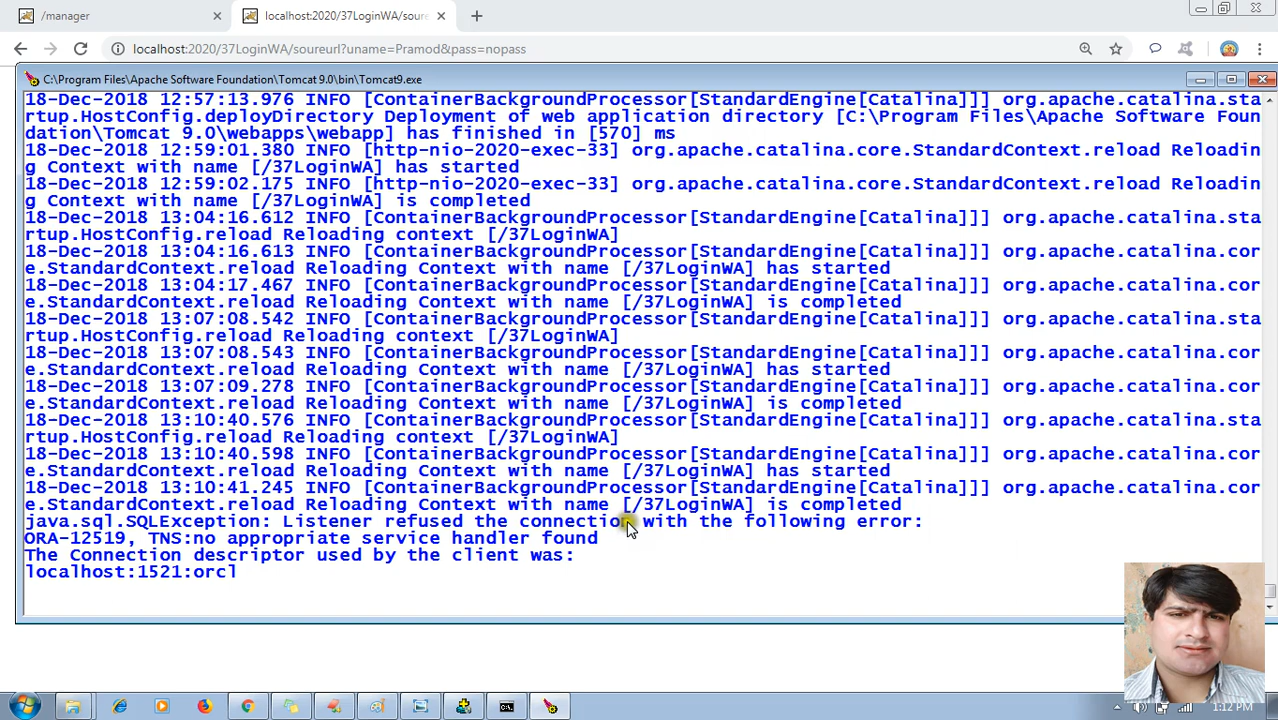 /manager
localhost:2020/37LoginWA/soure
localhost:2020/37LoginWA/soureurl?uname=Pramod&pass=nopass
C:\Program Files\Apache Software Foundation\Tomcat 9.0\bin\Tomcat9.exe
18-Dec-2018 12:57:13.976 INFO [ContainerBackgroundProcessor[StandardEngine[Catalina]]] org.apache.catalina.sta
rtup.HostConfig.deployDirectory Deployment of web application directory [C:\Program Files\Apache Software Foun
dation\Tomcat 9.0\webapps\webapp] has finished in [570] ms
18-Dec-2018 12:59:01.380 INFO [http-nio-2020-exec-33] org.apache.catalina.core.StandardContext.reload Reloadin
g Context with name [/37LoginWA] has started
18-Dec-2018 12:59:02.175 INFO [http-nio-2020-exec-33] org.apache.catalina.core.StandardContext.reload Reloadin
g Context with name [/37LoginWA] is completed
18-Dec-2018 13:04:16.612 INFO [ContainerBackgroundProcessor[StandardEngine[Catalina]]] org.apache.catalina.sta
rtup.HostConfig.reload Reloading context [/37LoginWA]
18-Dec-2018 13:04:16.613 INFO [ContainerBackgroundProcessor[StandardEngine[Catalina]]] org.apache.catalina.cor
e.StandardContext.reload Reloading Context with name [/37LoginWA] has started
18-Dec-2018 13:04:17.467 INFO [ContainerBackgroundProcessor[StandardEngine[Catalina]]] org.apache.catalina.cor
e.StandardContext.reload Reloading Context with name [/37LoginWA] is completed
18-Dec-2018 13:07:08.542 INFO [ContainerBackgroundProcessor[StandardEngine[Catalina]]] org.apache.catalina.sta
rtup.HostConfig.reload Reloading context [/37LoginWA]
18-Dec-2018 13:07:08.543 INFO [ContainerBackgroundProcessor[StandardEngine[Catalina]]] org.apache.catalina.cor
e.StandardContext.reload Reloading Context with name [/37LoginWA] has started
18-Dec-2018 13:07:09.278 INFO [ContainerBackgroundProcessor[StandardEngine[Catalina]]] org.apache.catalina.cor
e.StandardContext.reload Reloading Context with name [/37LoginWA] is completed
18-Dec-2018 13:10:40.576 INFO [ContainerBackgroundProcessor[StandardEngine[Catalina]]] org.apache.catalina.sta
rtup.HostConfig.reload Reloading context [/37LoginWA]
18-Dec-2018 13:10:40.598 INFO [ContainerBackgroundProcessor[StandardEngine[Catalina]]] org.apache.catalina.cor
e.StandardContext.reload Reloading Context with name [/37LoginWA] has started
18-Dec-2018 13:10:41.245 INFO [ContainerBackgroundProcessor[StandardEngine[Catalina]]] org.apache.catalina.cor
e.StandardContext.reload Reloading Context with name [/37LoginWA] is completed
java.sql.SQLException: Listener refused the connection with the following error:
ORA-12519, TNS:no appropriate service handler found
The Connection descriptor used by the client was:
localhost:1521:orcl
1:12 PM